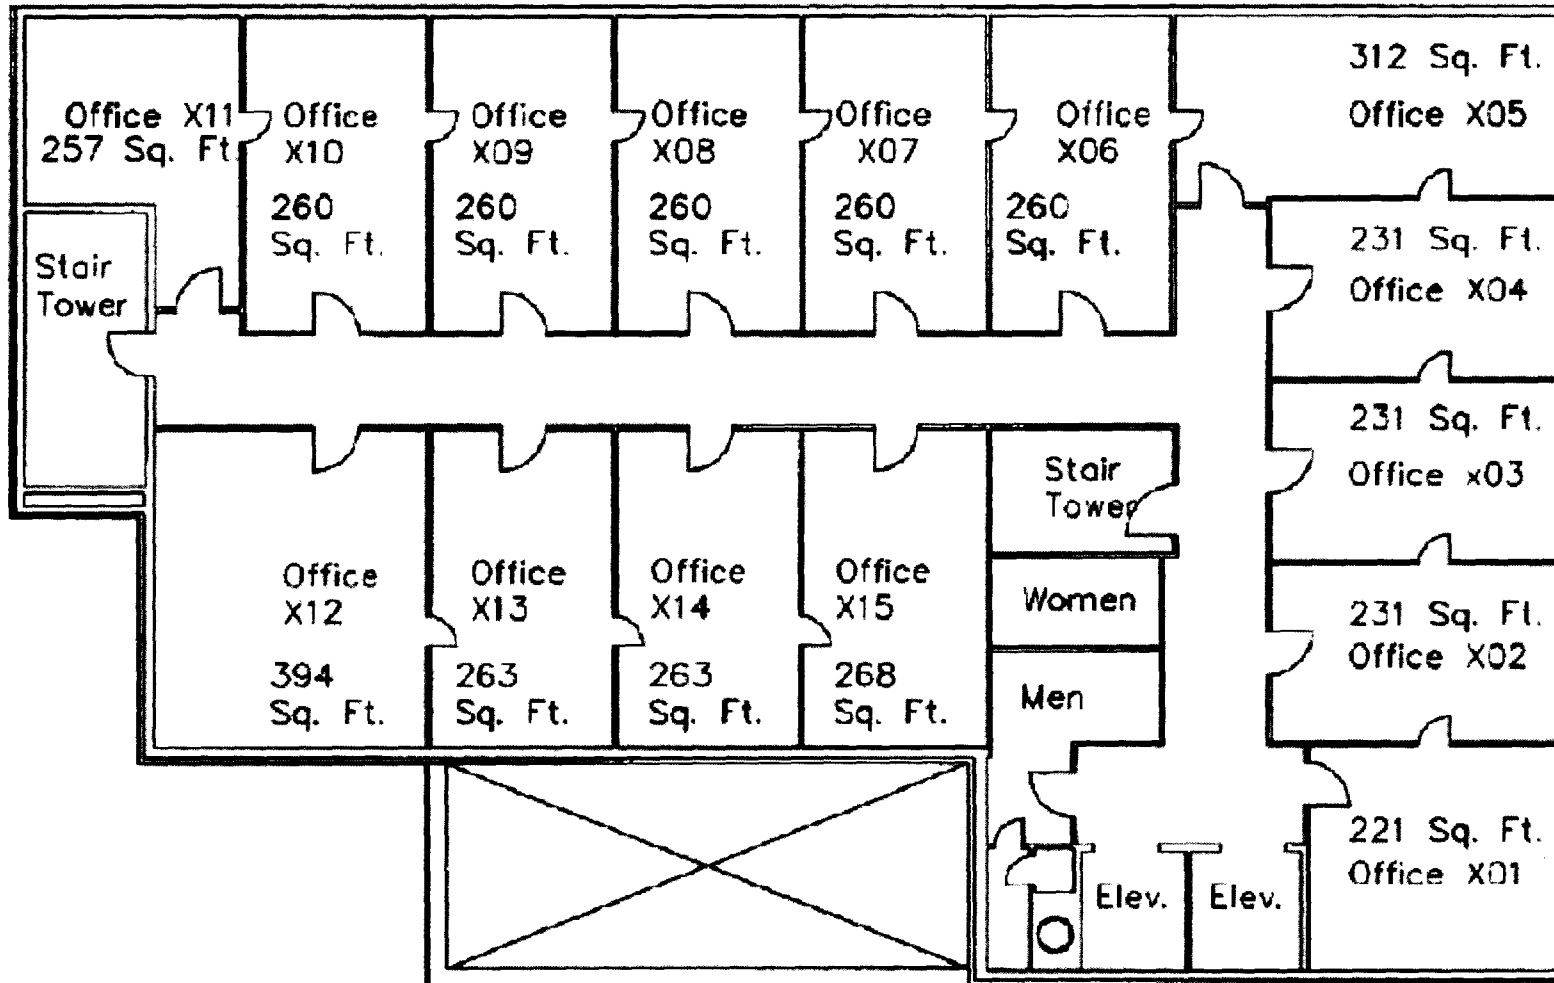 312 Sq. Ft.
Office X05
Office X11
257 Sq. Ft.
Office
X10
260
Sq. Ft.
Office
X09
260
Sq. Ft.
Office
X08
260
Sq. Ft.
Office
X07
260
Sq. Ft.
Office
X06
260
Sq. Ft.
Stair
Tower
231 Sq. Ft.
Office X04
231 Sq. Ft.
Office x03
Stair
Tower
Office
X12
394
Sq. Ft.
Office
X13
263
Sq. Ft.
Office
X14
263
Sq. Ft.
Office
X15
268
Sq. Ft.
Women
Men
231 Sq. Ft.
Office X02
221 Sq. Ft.
Office X01
Elev.
Elev.